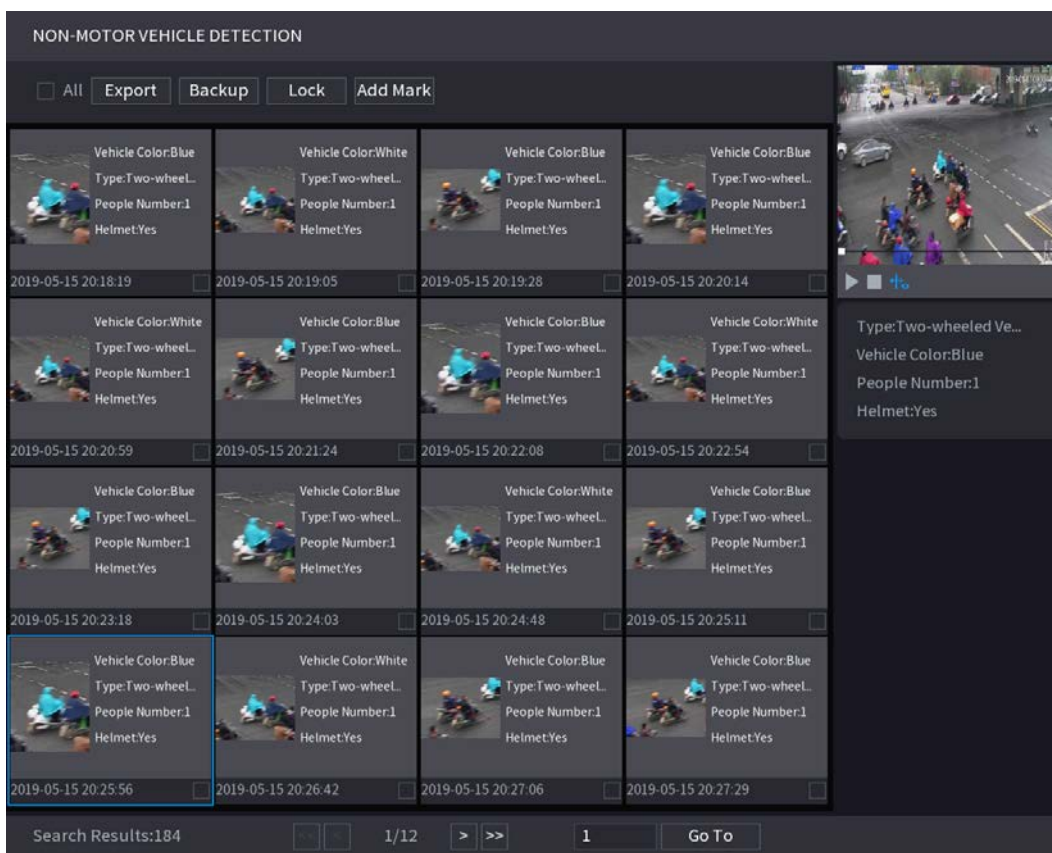 NON-MOTOR VEHICLE DETECTION
All Export Backup Lock Add Mark
Vehicle Color:Blue
Type:Two-wheel...
People Number:1
Helmet:Yes
2019-05-15 20:18:19
Vehicle Color:White
Type:Two-wheel...
People Number:1
Helmet:Yes
2019-05-15 20:19:05
Vehicle Color:Blue
Type:Two-wheel...
People Number:1
Helmet:Yes
2019-05-15 20:19:28
Vehicle Color:Blue
Type:Two-wheel...
People Number:1
Helmet:Yes
2019-05-15 20:20:14
Vehicle Color:White
Type:Two-wheel...
People Number:1
Helmet:Yes
2019-05-15 20:20:59
Vehicle Color:Blue
Type:Two-wheel...
People Number:1
Helmet:Yes
2019-05-15 20:21:24
Vehicle Color:Blue
Type:Two-wheel...
People Number:1
Helmet:Yes
2019-05-15 20:22:08
Vehicle Color:White
Type:Two-wheel...
People Number:1
Helmet:Yes
2019-05-15 20:22:54
Vehicle Color:Blue
Type:Two-wheel...
People Number:1
Helmet:Yes
2019-05-15 20:23:18
Vehicle Color:Blue
Type:Two-wheel...
People Number:1
Helmet:Yes
2019-05-15 20:24:03
Vehicle Color:White
Type:Two-wheel...
People Number:1
Helmet:Yes
2019-05-15 20:24:48
Vehicle Color:Blue
Type:Two-wheel...
People Number:1
Helmet:Yes
2019-05-15 20:25:11
Vehicle Color:Blue
Type:Two-wheel...
People Number:1
Helmet:Yes
2019-05-15 20:25:56
Vehicle Color:White
Type:Two-wheel...
People Number:1
Helmet:Yes
2019-05-15 20:26:42
Vehicle Color:Blue
Type:Two-wheel...
People Number:1
Helmet:Yes
2019-05-15 20:27:06
Vehicle Color:Blue
Type:Two-wheel...
People Number:1
Helmet:Yes
2019-05-15 20:27:29
Type:Two-wheeled Ve...
Vehicle Color:Blue
People Number:1
Helmet:Yes
Search Results:184 << < 1/12 > >> 1 Go To